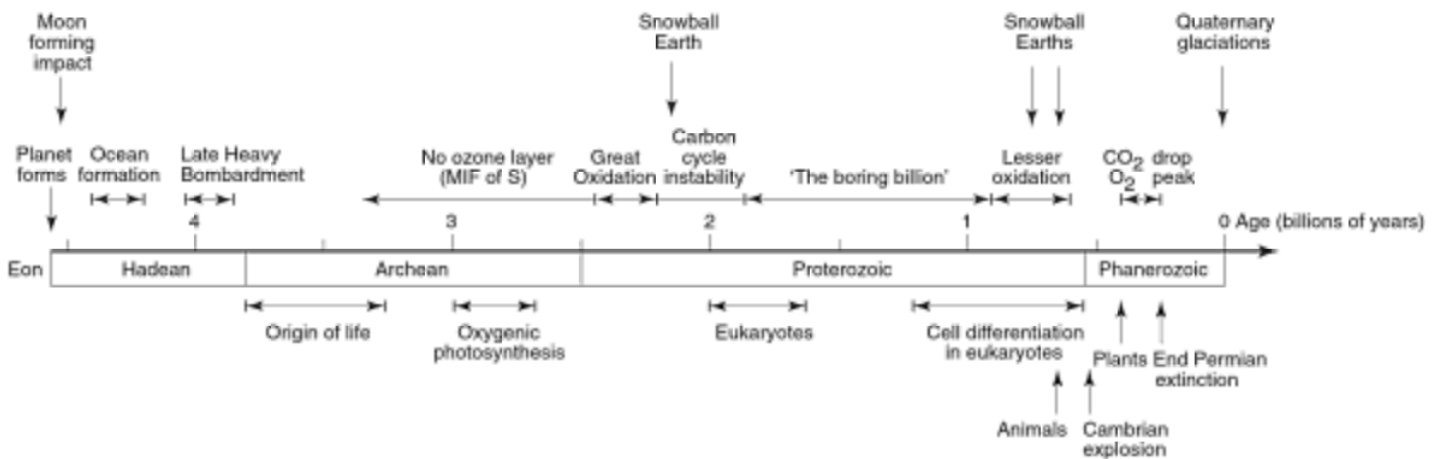 Moon
forming
impact
Snowball
Earth
Snowball
Earths
Quaternary
glaciations
Planet
forms
Ocean
formation
Late Heavy
Bombardment
No ozone layer
(MIF of S)
Great
Oxidation
Carbon
cycle
instability
'The boring billion'
Lesser
oxidation
CO2 drop
O2 peak
4
3
2
1
0 Age (billions of years)
Eon
Hadean
Archean
Proterozoic
Phanerozoic
Origin of life
Oxygenic
photosynthesis
Eukaryotes
Cell differentiation
in eukaryotes
Plants
End Permian
extinction
Animals
Cambrian
explosion